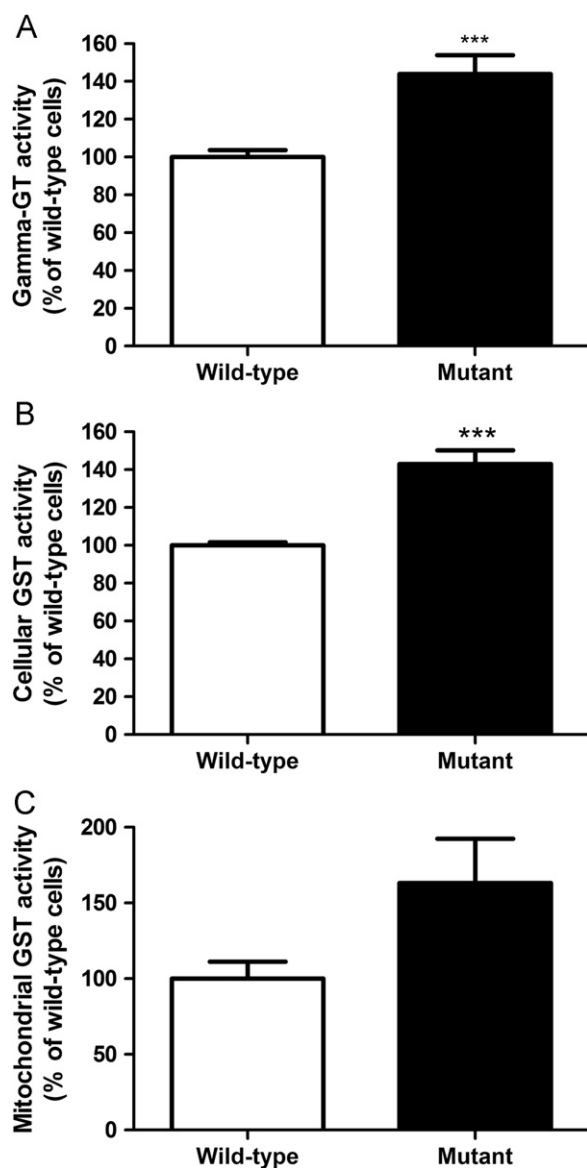 A
Gamma-GT activity
(%of wild-type cells)
160
140
120
100
80
60
40
20
0
***
Wild-type Mutant
B
Cellular GST activity
(% of wild-type cells)
160
140
120
100
80
60
40
20
0
***
Wild-type Mutant
C
Mitochondrial GST activity
(% of wild-type cells)
200
150
100
50
0
Wild-type Mutant